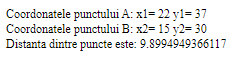 Coordonatele punctului A: x1= 22 y1= 37
Coordonatele punctului B: x2= 15 y2= 30
Distanta dintre puncte este: 9.8994949366117